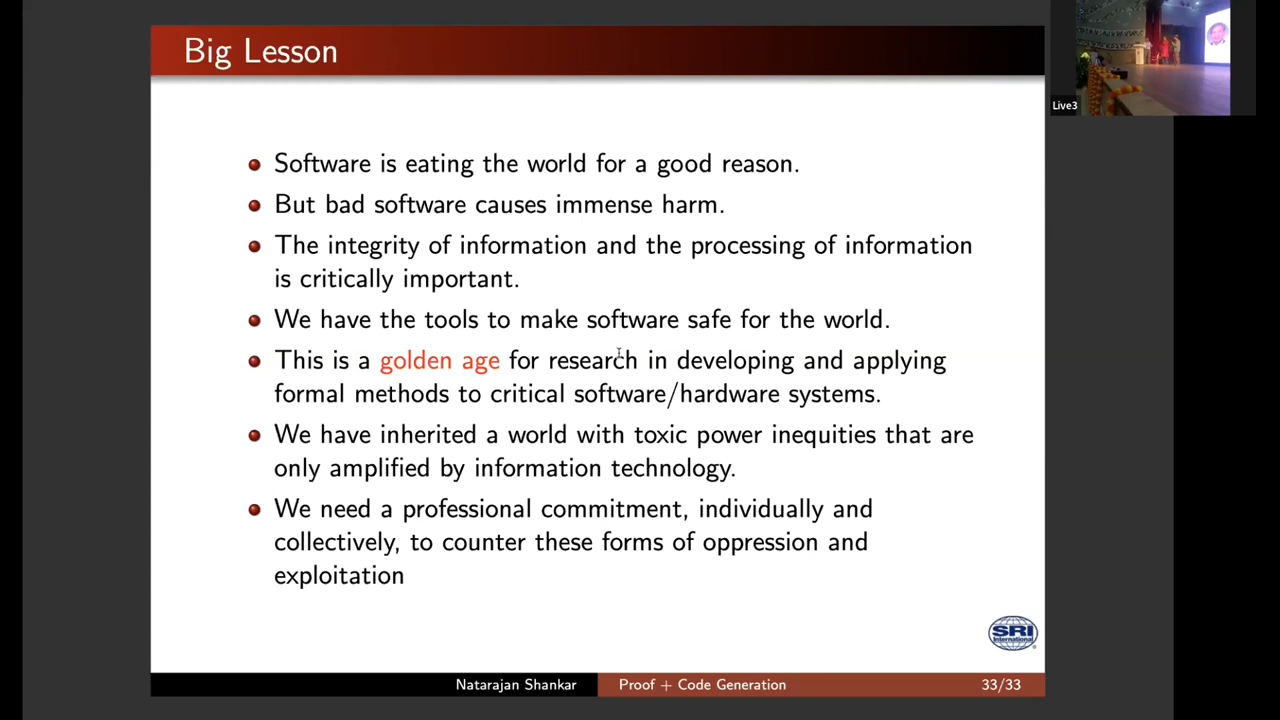 Big Lesson
Live3
Software is eating the world for a good reason.
But bad software causes immense harm.
The integrity of information and the processing of information
is critically important.
We have the tools to make software safe for the world.
This is a golden age for research in developing and applying
formal methods to critical software/hardware systems.
We have inherited a world with toxic power inequities that are
only amplified by information technology.
We need a professional commitment, individually and
collectively, to counter these forms of oppression and
exploitation
SRI
International
Natarajan Shankar
Proof + Code Generation
33/33